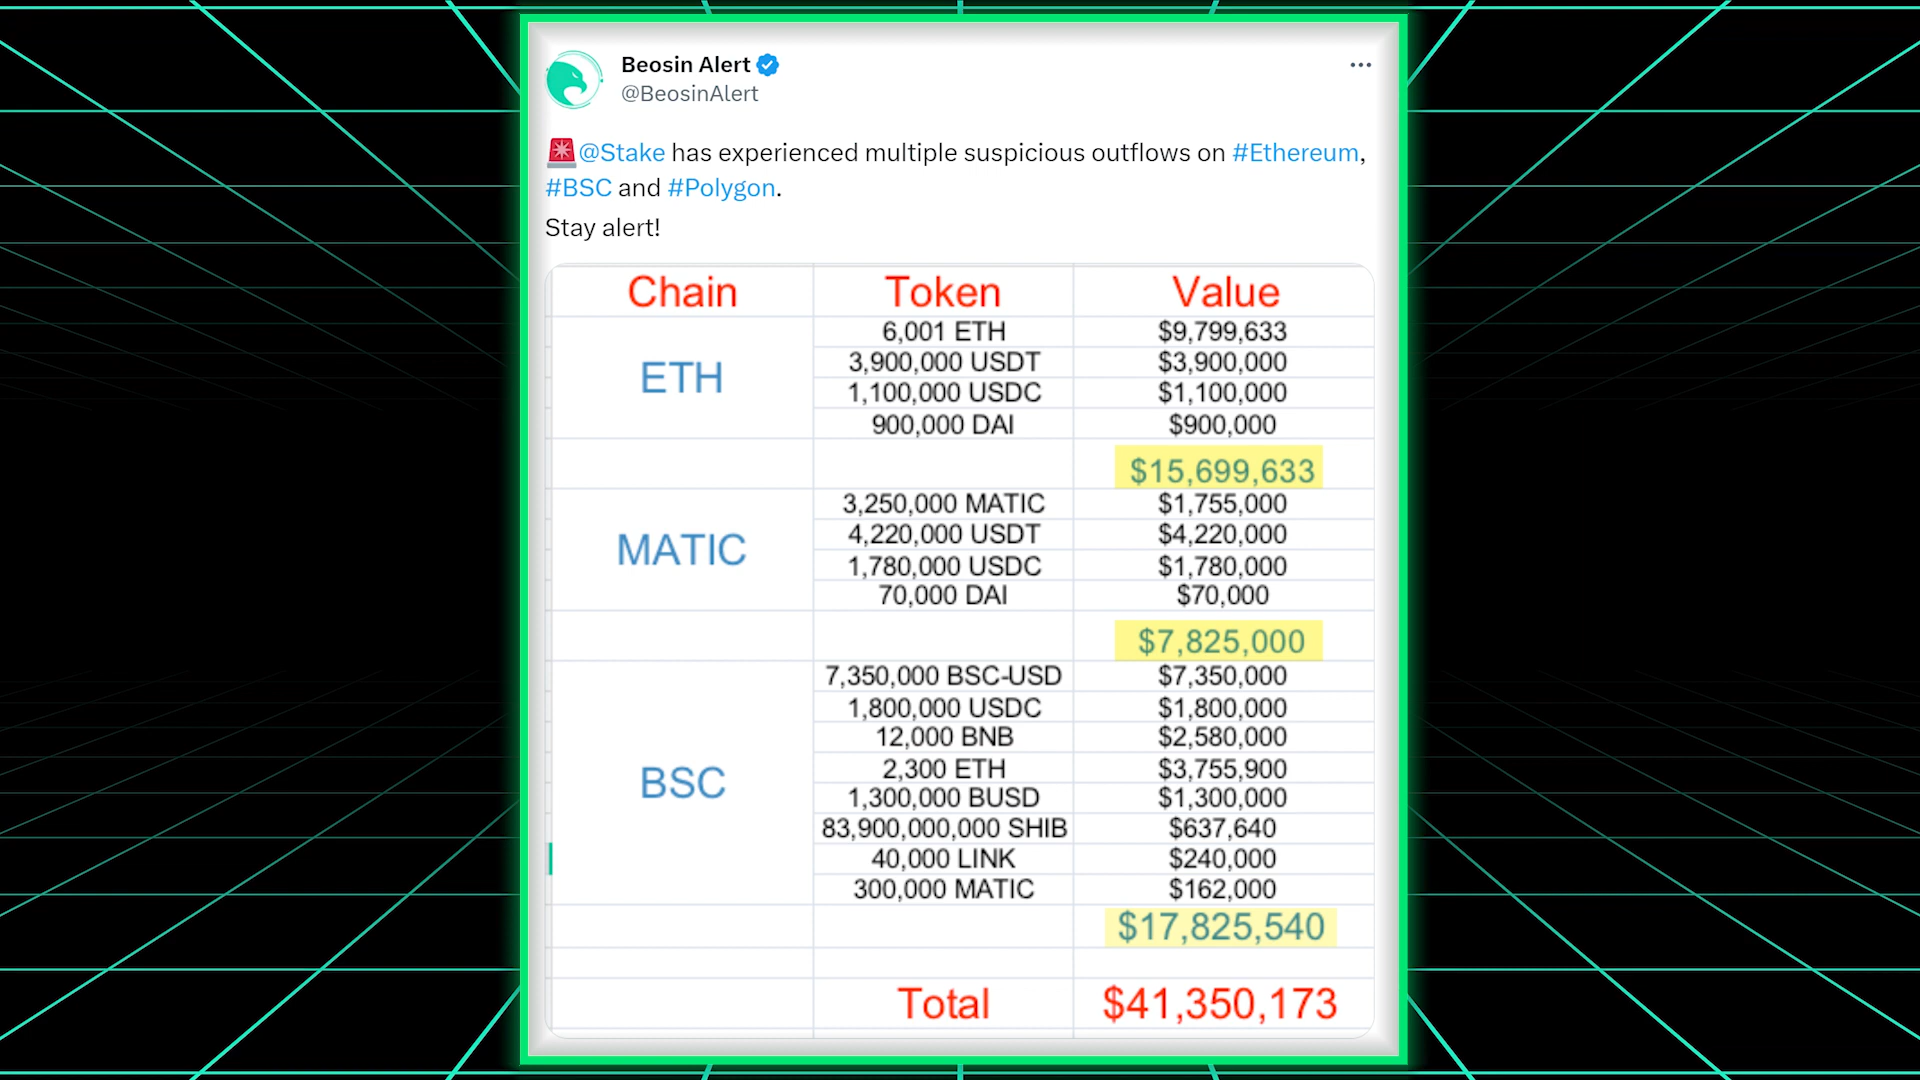 Beosin Alert
@BeosinAlert
🚨@Stake has experienced multiple suspicious outflows on #Ethereum,
#BSC and #Polygon.
Stay alert!
Chain Token Value
ETH
6,001 ETH $9,799,633
3,900,000 USDT $3,900,000
1,100,000 USDC $1,100,000
900,000 DAI $900,000
$15,699,633
MATIC
3,250,000 MATIC $1,755,000
4,220,000 USDT $4,220,000
1,780,000 USDC $1,780,000
70,000 DAI $70,000
$7,825,000
BSC
7,350,000 BSC-USD $7,350,000
1,800,000 USDC $1,800,000
12,000 BNB $2,580,000
2,300 ETH $3,755,900
1,300,000 BUSD $1,300,000
83,900,000,000 SHIB $637,640
40,000 LINK $240,000
300,000 MATIC $162,000
$17,825,540
Total $41,350,173